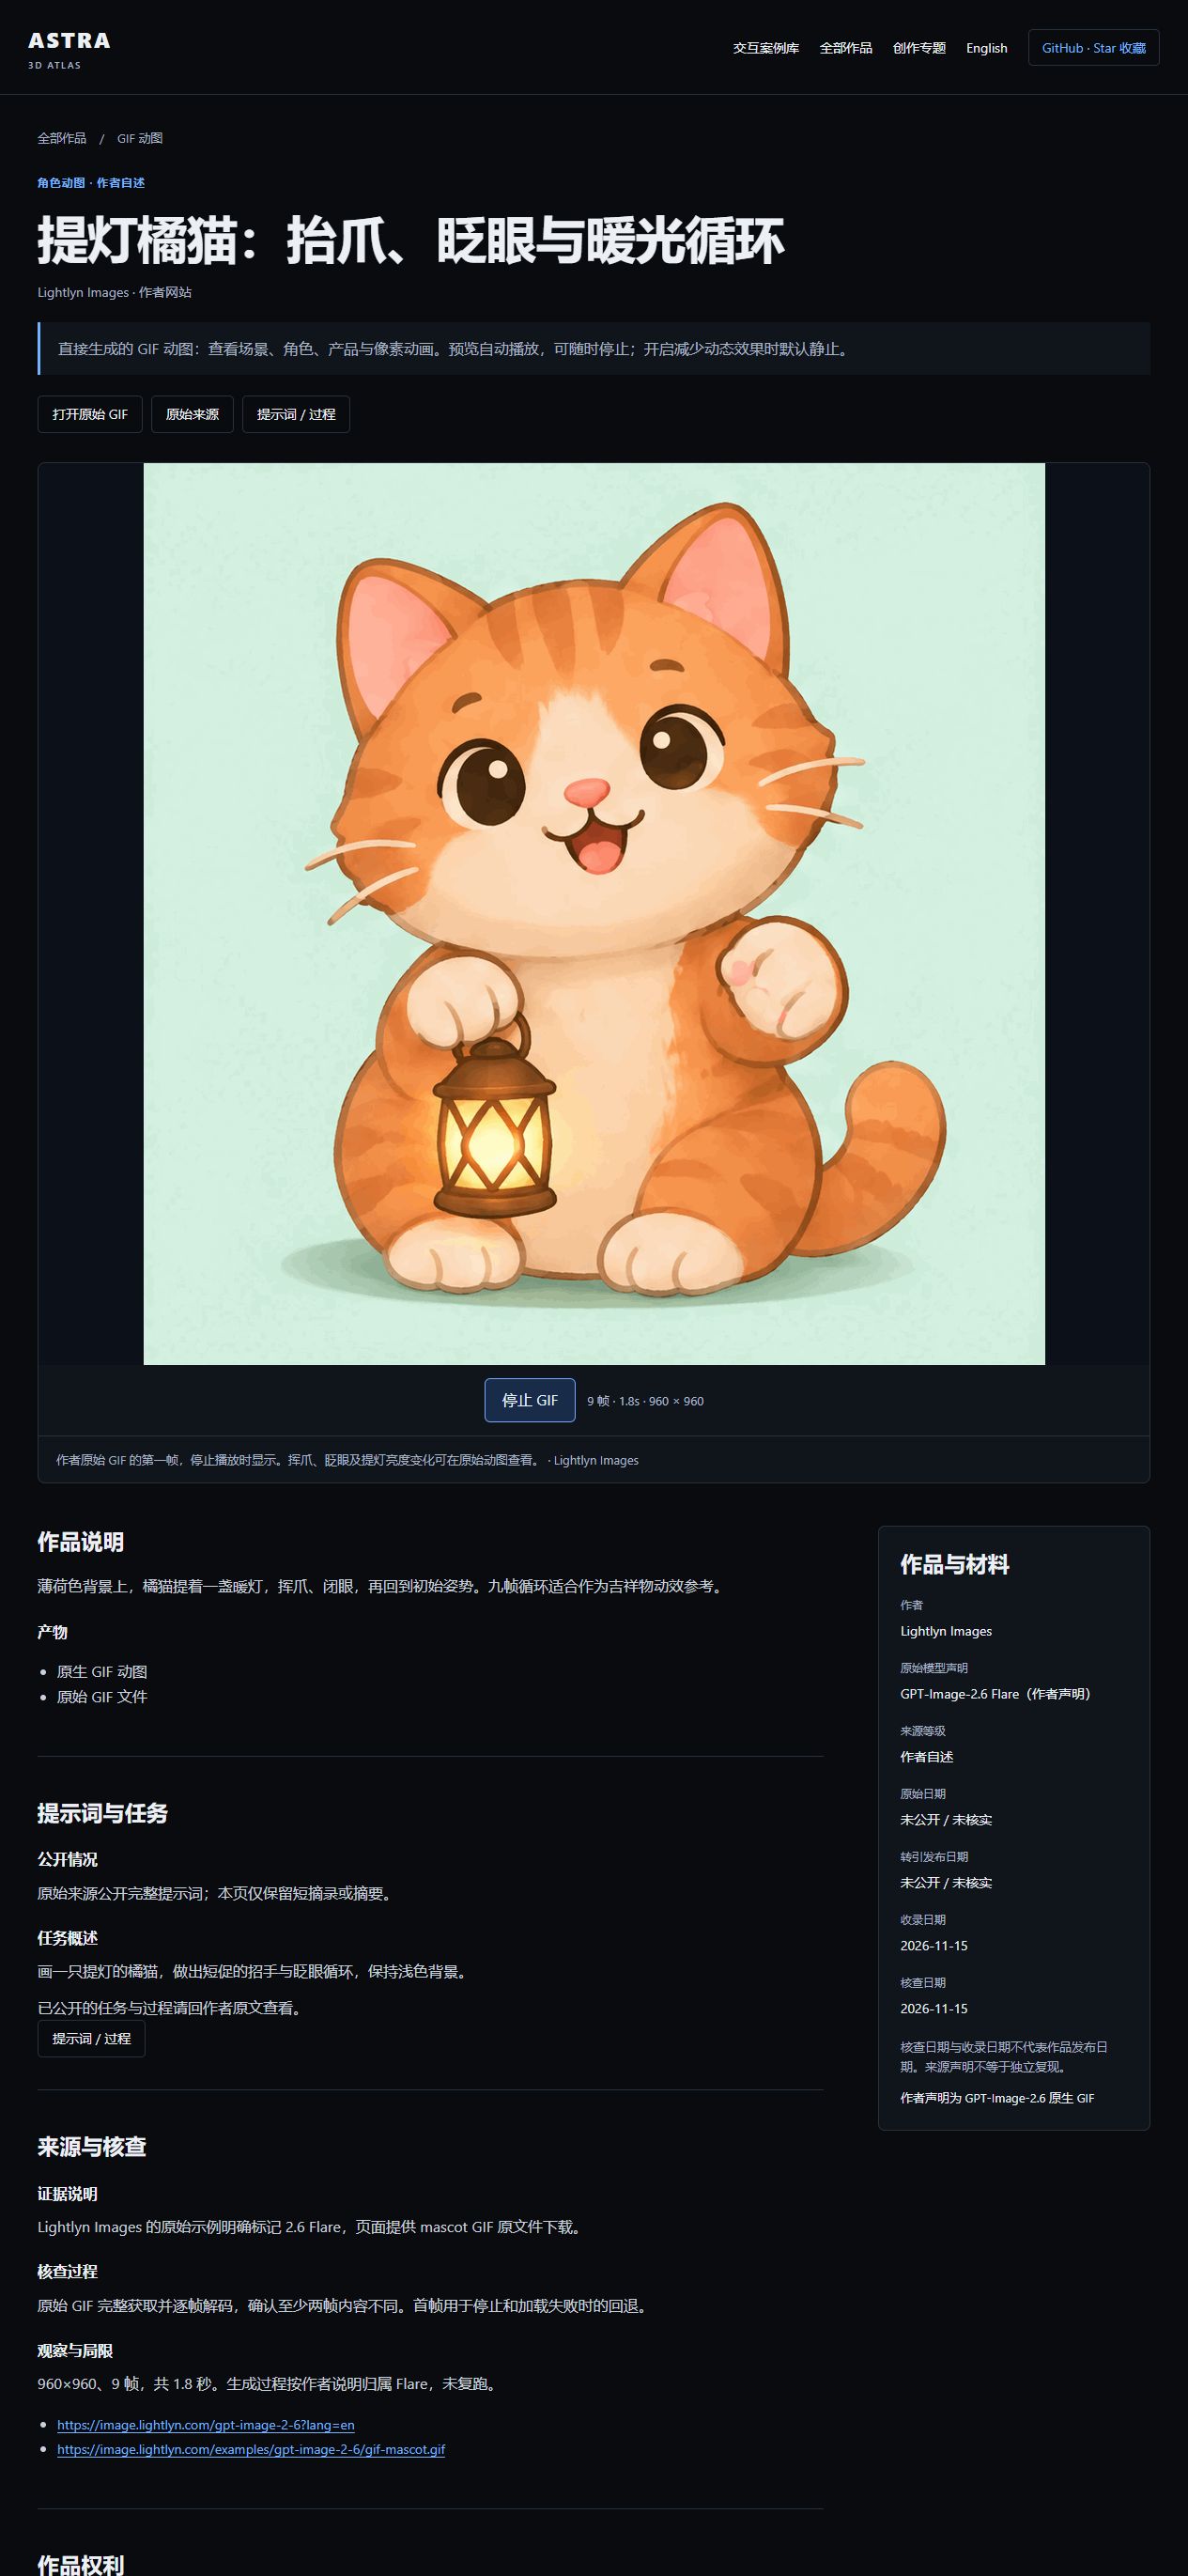 ASTRA
3D ATLAS
交互案例库
全部作品
创作专题
English
GitHub · Star 收藏
全部作品 / GIF 动图
角色动图 · 作者自述
提灯橘猫：抬爪、眨眼与暖光循环
Lightlyn Images · 作者网站
直接生成的 GIF 动图：查看场景、角色、产品与像素动画。预览自动播放，可随时停止；开启减少动态效果时默认静止。
打开原始 GIF
原始来源
提示词 / 过程
停止 GIF
9 帧 · 1.8s · 960 × 960
作者原始 GIF 的第一帧，停止播放时显示。挥爪、眨眼及提灯亮度变化可在原始动图查看。 · Lightlyn Images
作品说明
薄荷色背景上，橘猫提着一盏暖灯，挥爪、闭眼，再回到初始姿势。九帧循环适合作为吉祥物动效参考。
产物
原生 GIF 动图
原始 GIF 文件
提示词与任务
公开情况
原始来源公开完整提示词；本页仅保留短摘录或摘要。
任务概述
画一只提灯的橘猫，做出短促的招手与眨眼循环，保持浅色背景。
已公开的任务与过程请回作者原文查看。
提示词 / 过程
来源与核查
证据说明
Lightlyn Images 的原始示例明确标记 2.6 Flare，页面提供 mascot GIF 原文件下载。
核查过程
原始 GIF 完整获取并逐帧解码，确认至少两帧内容不同。首帧用于停止和加载失败时的回退。
观察与局限
960×960、9 帧，共 1.8 秒。生成过程按作者说明归属 Flare，未复跑。
https://image.lightlyn.com/gpt-image-2-6?lang=en
https://image.lightlyn.com/examples/gpt-image-2-6/gif-mascot.gif
作品权利
作品与材料
作者
Lightlyn Images
原始模型声明
GPT-Image-2.6 Flare（作者声明）
来源等级
作者自述
原始日期
未公开 / 未核实
转引发布日期
未公开 / 未核实
收录日期
2026-11-15
核查日期
2026-11-15
核查日期与收录日期不代表作品发布日
期。来源声明不等于独立复现。
作者声明为 GPT-Image-2.6 原生 GIF